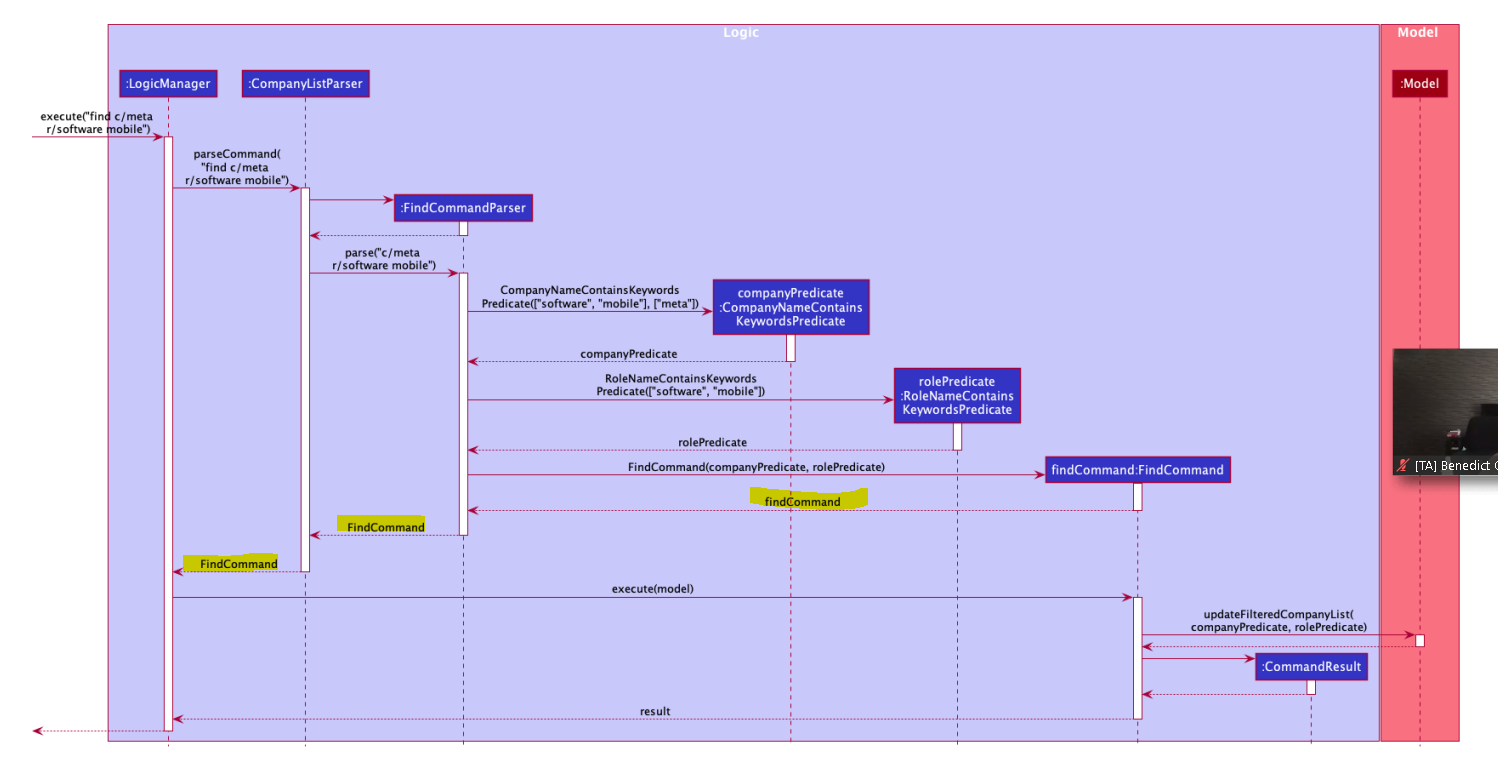 Logic
Model
:LogicManager
:CompanyListParser
:Model
execute("find c/meta
r/software mobile")
parseCommand(
"find c/meta
r/software mobile")
:FindCommandParser
parse("c/meta
r/software mobile")
CompanyNameContainsKeywords
Predicate(["software", "mobile"], ["meta"])
companyPredicate
:CompanyNameContains
KeywordsPredicate
companyPredicate
RoleNameContainsKeywords
Predicate(["software", "mobile"])
rolePredicate
:RoleNameContains
KeywordsPredicate
rolePredicate
FindCommand(companyPredicate, rolePredicate)
findCommand:FindCommand
[TA] Benedict
findCommand
FindCommand
FindCommand
execute(model)
updateFilteredCompanyList(
companyPredicate, rolePredicate)
:CommandResult
result